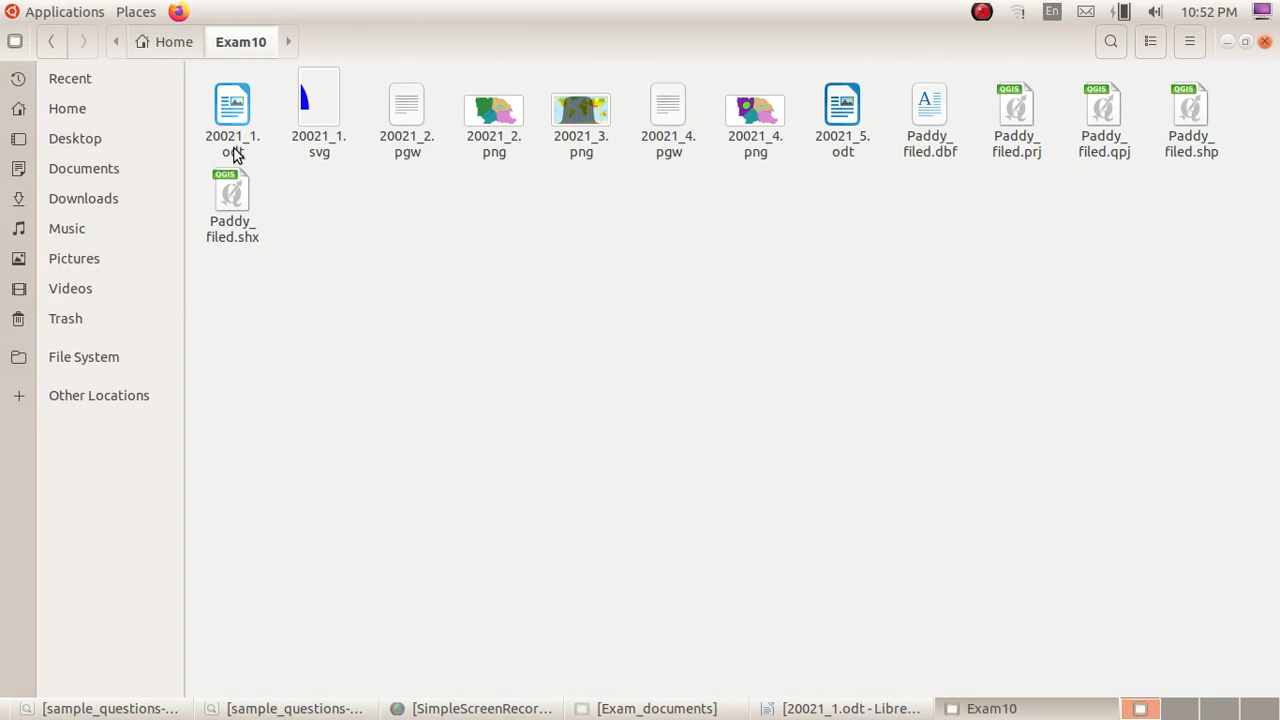 Applications Places En 10:52 PM
Home Exam10
Recent
Home
Desktop
Documents
Downloads
Music
Pictures
Videos
Trash
File System
Other Locations
20021_1.
odt
20021_1.
svg
20021_2.
pgw
20021_2.
png
20021_3.
png
20021_4.
pgw
20021_4.
png
20021_5.
odt
Paddy_
filed.dbf
Paddy_
filed.prj
Paddy_
filed.qpj
Paddy_
filed.shp
QGIS
Paddy_
filed.shx
[sample_questions-... [sample_questions-... [SimpleScreenRecor... [Exam_documents] [20021_1.odt - Libre... Exam10